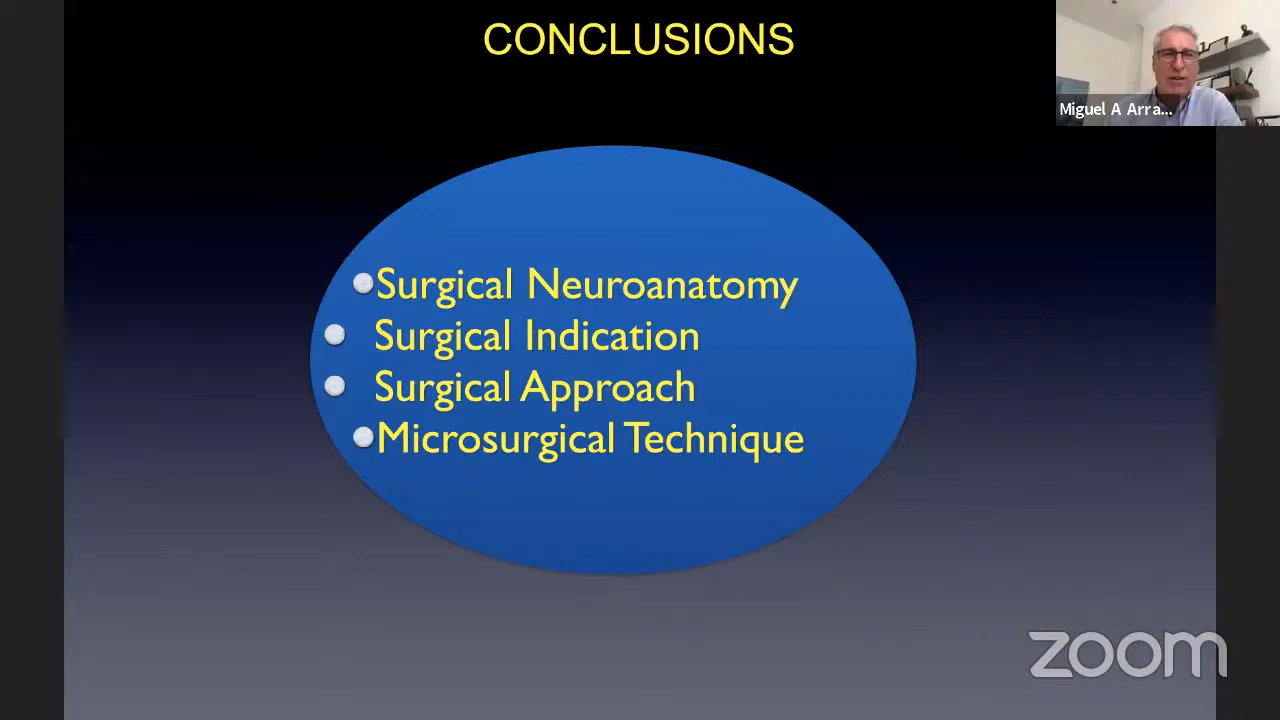 CONCLUSIONS
Miguel A Arra...
Surgical Neuroanatomy
Surgical Indication
Surgical Approach
Microsurgical Technique
zoom